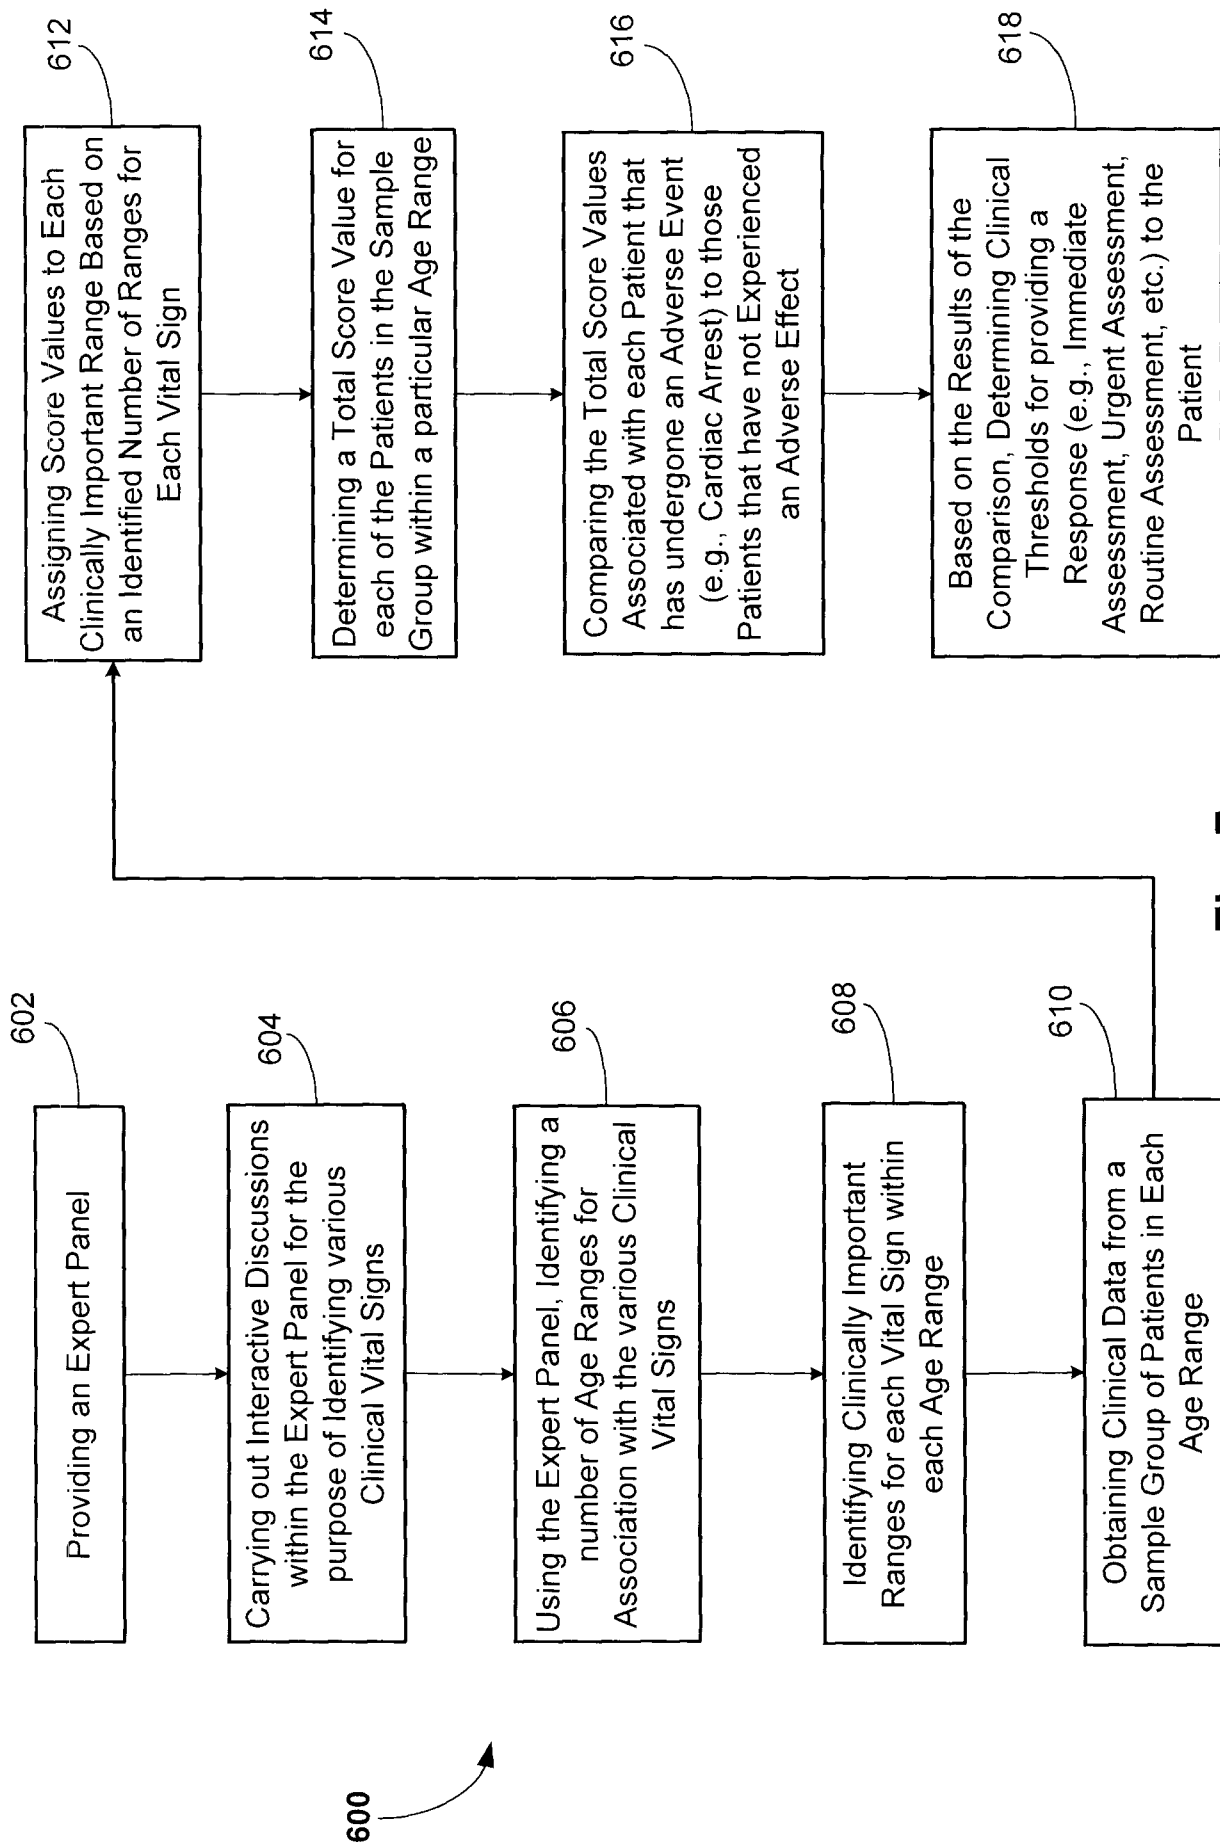 600
602
Providing an Expert Panel
604
Carrying out Interactive Discussions
within the Expert Panel for the
purpose of Identifying various
Clinical Vital Signs
606
Using the Expert Panel, Identifying a
number of Age Ranges for
Association with the various Clinical
Vital Signs
608
Identifying Clinically Important
Ranges for each Vital Sign within
each Age Range
610
Obtaining Clinical Data from a
Sample Group of Patients in Each
Age Range
612
Assigning Score Values to Each
Clinically Important Range Based on
an Identified Number of Ranges for
Each Vital Sign
614
Determining a Total Score Value for
each of the Patients in the Sample
Group within a particular Age Range
616
Comparing the Total Score Values
Associated with each Patient that
has undergone an Adverse Event
(e.g., Cardiac Arrest) to those
Patients that have not Experienced
an Adverse Effect
618
Based on the Results of the
Comparison, Determining Clinical
Thresholds for providing a
Response (e.g., Immediate
Assessment, Urgent Assessment,
Routine Assessment, etc.) to the
Patient